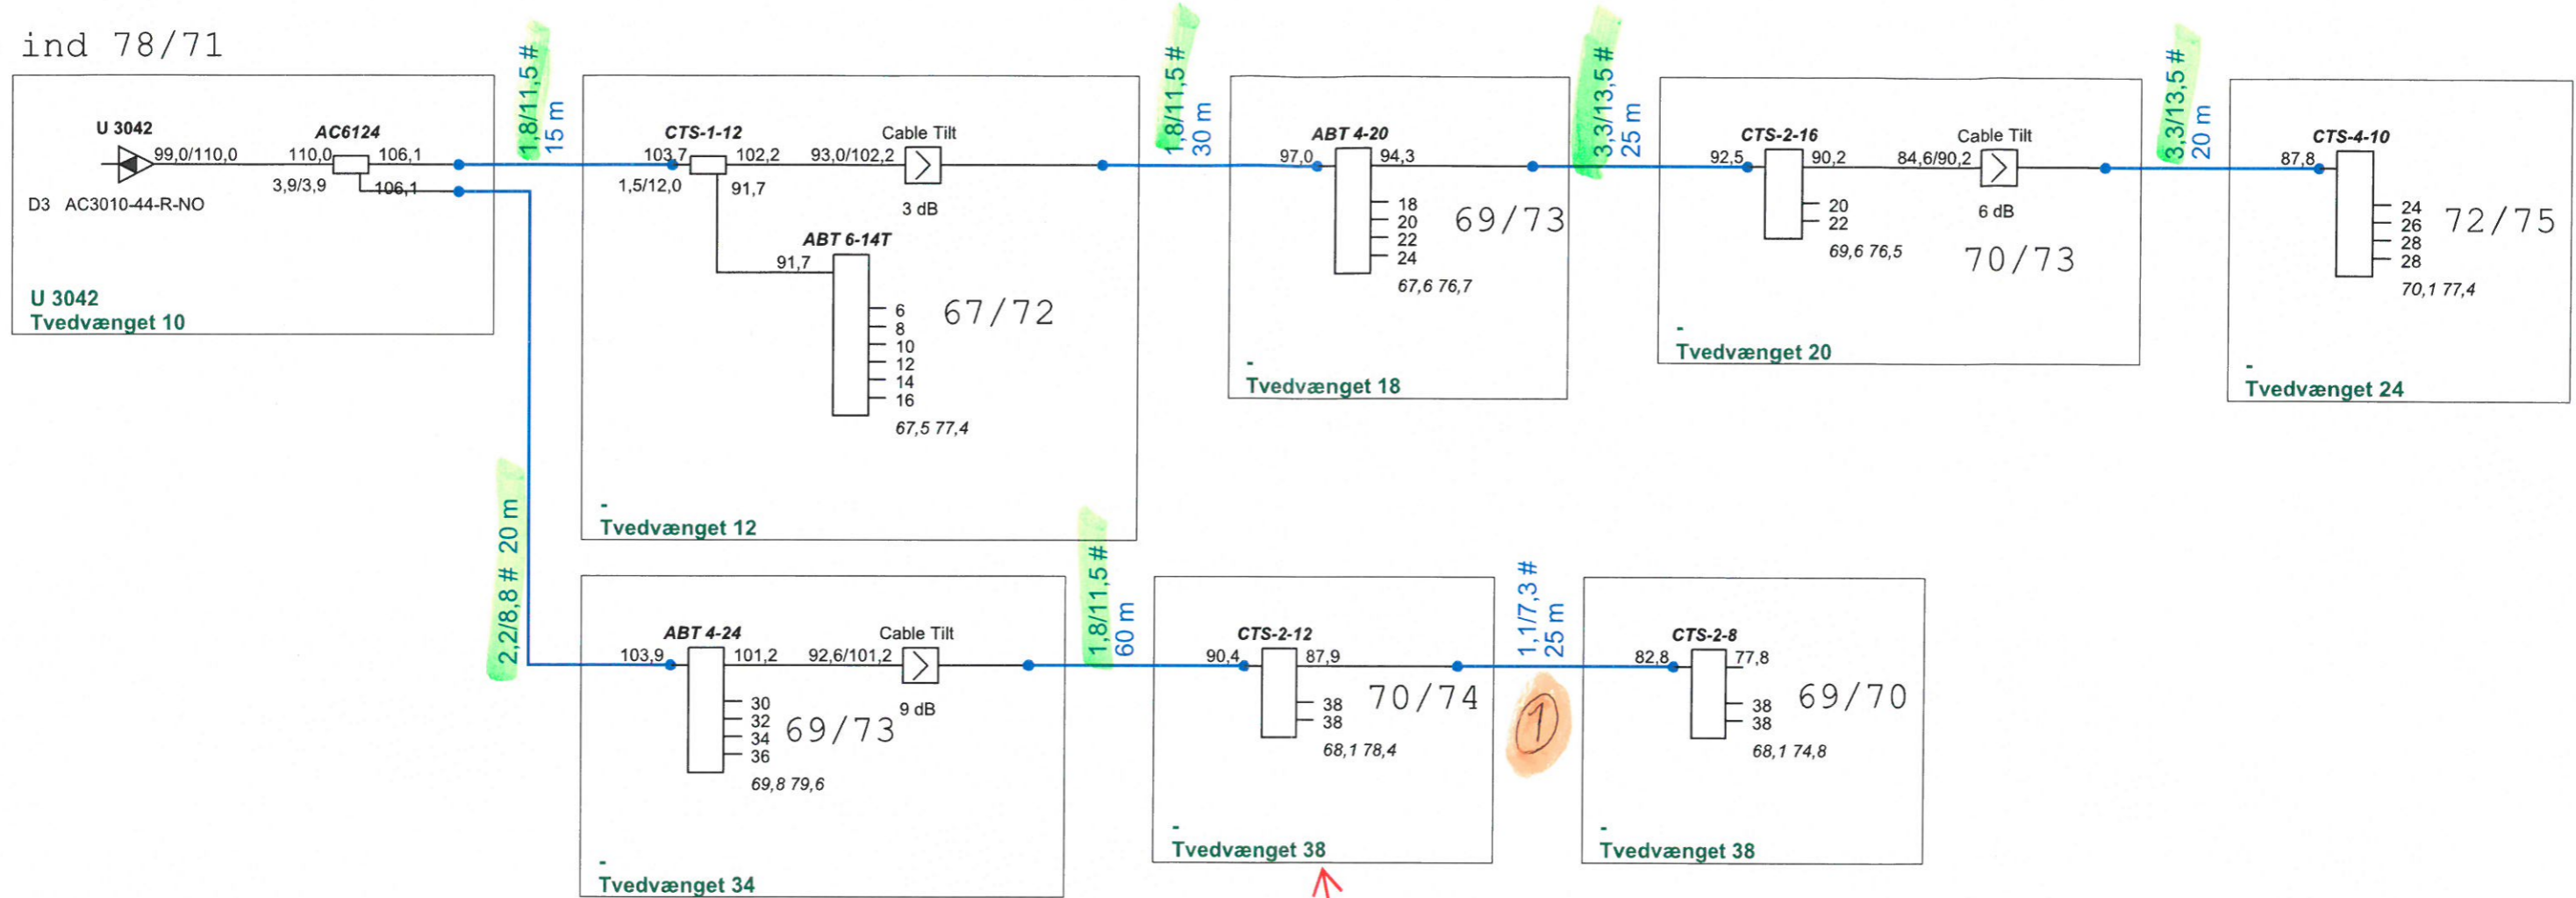 ind 78/71
U 3042
99,0/110,0
D3 AC3010-44-R-NO
AC6124
110,0
106,1
3,9/3,9
106,1
U 3042
Tvedvænget 10
1,8/11,5 #
15 m
CTS-1-12
103,7
102,2
1,5/12,0
91,7
93,0/102,2
Cable Tilt
3 dB
ABT 6-14T
91,7
6
8
10
12
14
16
67/72
67,5 77,4
-
Tvedvænget 12
1,8/11,5 #
30 m
ABT 4-20
97,0
94,3
18
20
22
24
69/73
67,6 76,7
-
Tvedvænget 18
3,3/13,5 #
25 m
CTS-2-16
92,5
90,2
20
22
69,6 76,5
84,6/90,2
Cable Tilt
6 dB
70/73
-
Tvedvænget 20
3,3/13,5 #
20 m
CTS-4-10
87,8
24
26
28
28
72/75
70,1 77,4
-
Tvedvænget 24
2,2/8,8 # 20 m
ABT 4-24
103,9
101,2
30
32
34
36
69/73
69,8 79,6
92,6/101,2
Cable Tilt
9 dB
-
Tvedvænget 34
1,8/11,5 #
60 m
CTS-2-12
90,4
87,9
38
38
70/74
68,1 78,4
-
Tvedvænget 38
1,1/7,3 #
25 m
1
CTS-2-8
82,8
77,8
38
38
69/70
68,1 74,8
-
Tvedvænget 38